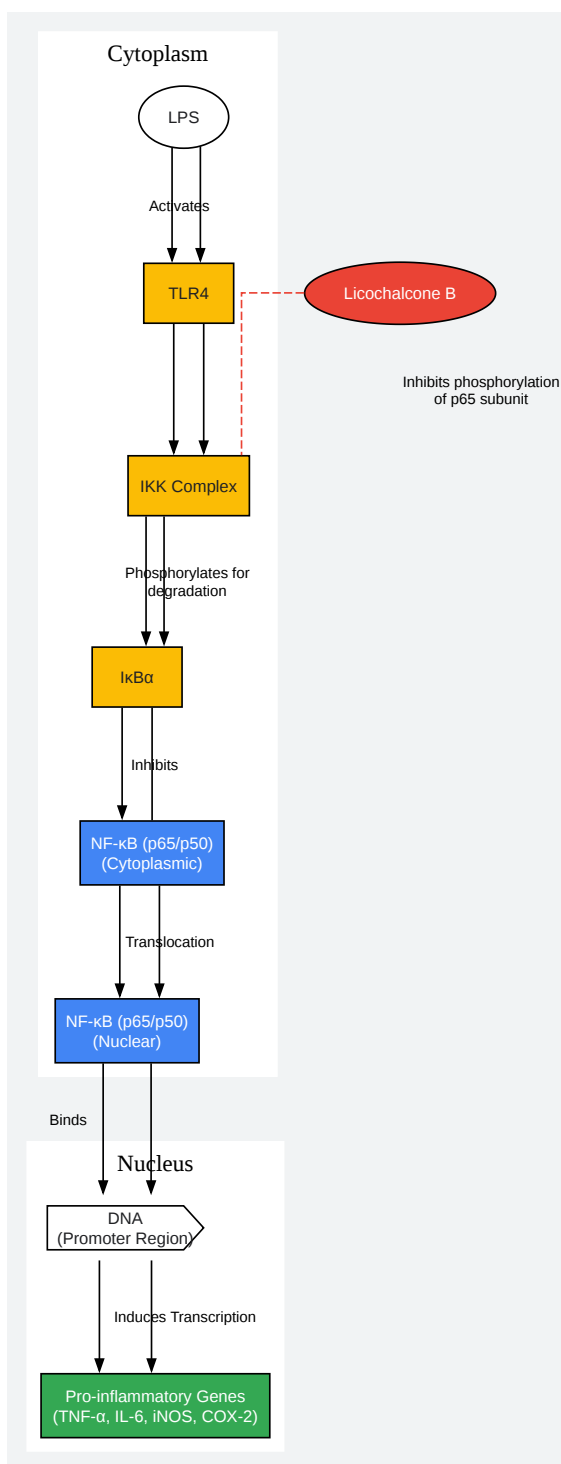 Cytoplasm
LPS
Activates
TLR4
Licochalcone B
Inhibits phosphorylation
of p65 subunit
IKK Complex
Phosphorylates for
degradation
IκBα
Inhibits
NF-κB (p65/p50)
(Cytoplasmic)
Translocation
NF-κB (p65/p50)
(Nuclear)
Binds
Nucleus
DNA
(Promoter Region)
Induces Transcription
Pro-inflammatory Genes
(TNF-α, IL-6, iNOS, COX-2)